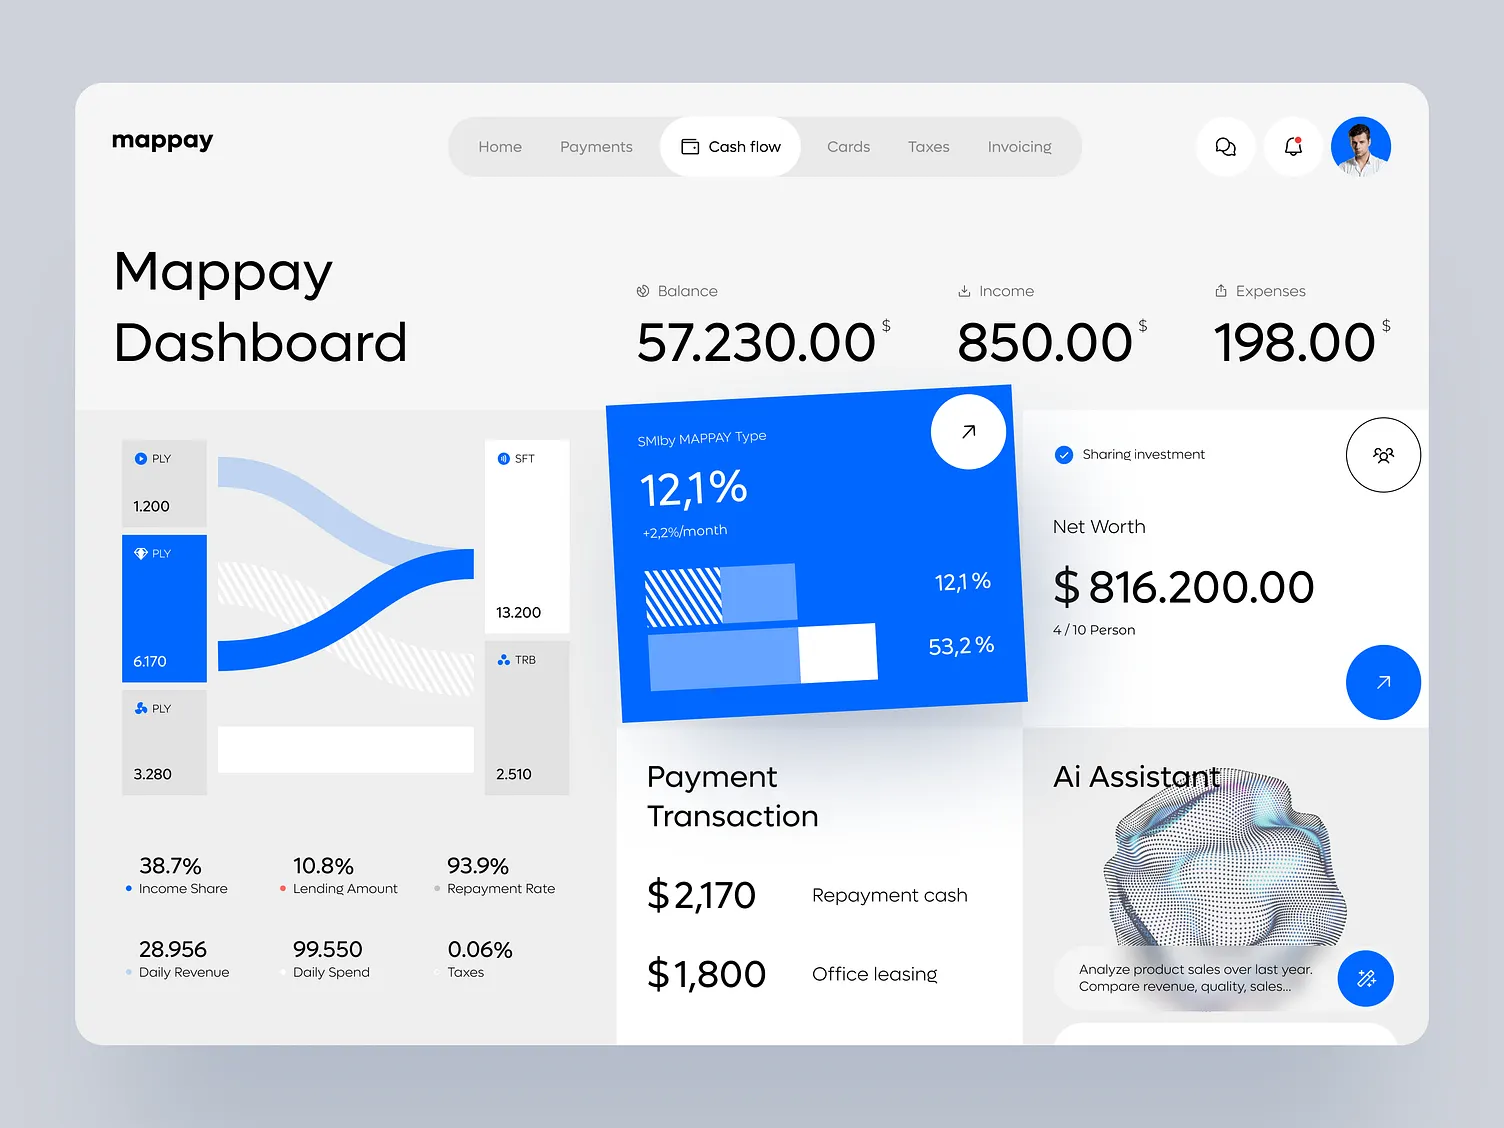 mappay
Home
Payments
Cash flow
Cards
Taxes
Invoicing
Mappay
Dashboard
Balance
57.230.00 $
Income
850.00 $
Expenses
198.00 $
PLY
1.200
PLY
6.170
PLY
3.280
SFT
13.200
TRB
2.510
38.7%
Income Share
10.8%
Lending Amount
93.9%
Repayment Rate
28.956
Daily Revenue
99.550
Daily Spend
0.06%
Taxes
SMIby MAPPAY Type
12,1%
+2,2%/month
12,1%
53,2%
Sharing investment
Net Worth
$ 816.200.00
4 / 10 Person
Payment
Transaction
$2,170 Repayment cash
$1,800 Office leasing
Ai Assistant
Analyze product sales over last year.
Compare revenue, quality, sales...